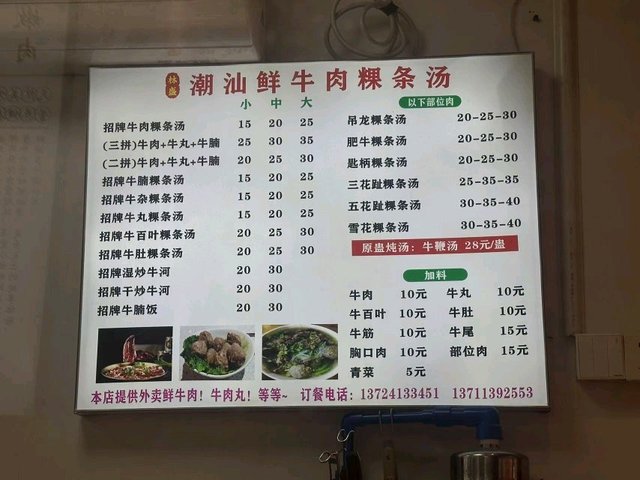 林盛 潮汕鲜牛肉粿条汤
小 中 大
招牌牛肉粿条汤 15 20 25
(三拼)牛肉+牛丸+牛腩 25 30 35
(二拼)牛肉+牛丸+牛腩 20 25 30
招牌牛腩粿条汤 15 20 25
招牌牛杂粿条汤 15 20 25
招牌牛丸粿条汤 15 20 25
招牌牛百叶粿条汤 20 25 30
招牌牛肚粿条汤 20 25 30
招牌湿炒牛河 20 30
招牌干炒牛河 20 30
招牌牛腩饭 20 30
以下部位肉
吊龙粿条汤 20-25-30
肥牛粿条汤 20-25-30
匙柄粿条汤 20-25-30
三花趾粿条汤 25-35-35
五花趾粿条汤 30-35-40
雪花粿条汤 30-35-40
原蛊炖汤：牛鞭汤 28元/蛊
加料
牛肉 10元 牛丸 10元
牛百叶 10元 牛肚 10元
牛筋 10元 牛尾 15元
胸口肉 10元 部位肉 15元
青菜 5元
本店提供外卖鲜牛肉！牛肉丸！等等~ 订餐电话：13724133451 13711392553